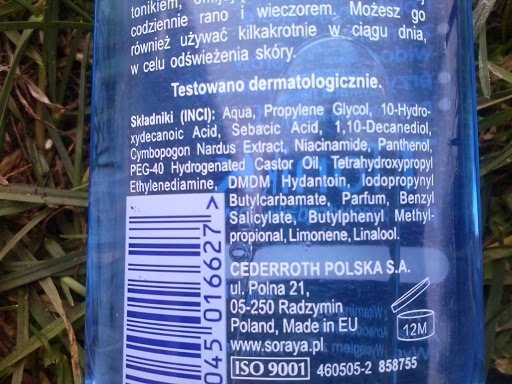 tonikiem,
codziennie rano i wieczorem. Możesz go
również używać kilkakrotnie w ciągu dnia,
w celu odświeżenia skóry.
Testowano dermatologicznie.
Składniki (INCI): Aqua, Propylene Glycol, 10-Hydro-
xydecanoic Acid, Sebacic Acid, 1,10-Decanediol,
Cymbopogon Nardus Extract, Niacinamide, Panthenol,
PEG-40 Hydrogenated Castor Oil, Tetrahydroxypropyl
Ethylenediamine, DMDM Hydantoin, Iodopropynyl
Butylcarbamate, Parfum, Benzyl
Salicylate, Butylphenyl Methyl-
propional, Limonene, Linalool.
CEDERROTH POLSKA S.A.
ul. Polna 21,
05-250 Radzymin
Poland, Made in EU
www.soraya.pl
ISO 9001 460505-2 858755
12M
045 016627 >